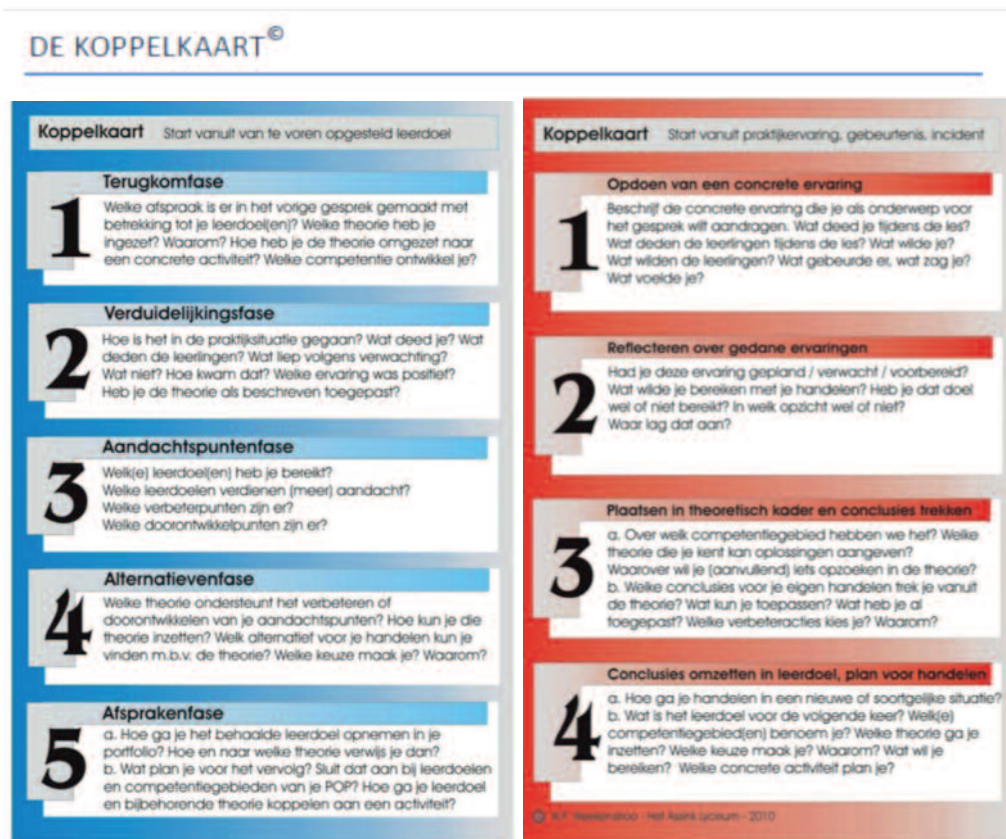 DE KOPPELKAART©
Koppelkaart Start vanuit van te voren opgesteld leerdoel
1
Terugkomfase
Welke afspraak is er in het vorige gesprek gemaakt met
betrekking tot je leerdoel(en)? Welke theorie heb je
ingezet? Waarom? Hoe heb je de theorie omgezet naar
een concrete activiteit? Welke competentie ontwikkel je?
2
Verduidelijkingsfase
Hoe is het in de praktijksituatie gegaan? Wat deed je? Wat
deden de leerlingen? Wat liep volgens verwachting?
Wat niet? Hoe kwam dat? Welke ervaring was positief?
Heb je de theorie als beschreven toegepast?
3
Aandachtspuntenfase
Welk(e) leerdoel(en) heb je bereikt?
Welke leerdoelen verdienen (meer) aandacht?
Welke verbeterpunten zijn er?
Welke doorontwikkelpunten zijn er?
4
Alternatievenfase
Welke theorie ondersteunt het verbeteren of
doorontwikkelen van je aandachtspunten? Hoe kun je die
theorie inzetten? Welk alternatief voor je handelen kun je
vinden m.b.v. de theorie? Welke keuze maak je? Waarom?
5
Afsprakenfase
a. Hoe ga je het behaalde leerdoel opnemen in je
portfolio? Hoe en naar welke theorie verwijs je dan?
b. Wat plan je voor het vervolg? Sluit dat aan bij leerdoelen
en competentiegebieden van je POP? Hoe ga je leerdoel
en bijbehorende theorie koppelen aan een activiteit?
Koppelkaart Start vanuit praktijkervaring, gebeurtenis, incident
1
Opdoen van een concrete ervaring
Beschrijf de concrete ervaring die je als onderwerp voor
het gesprek wilt aandragen. Wat deed je tijdens de les?
Wat deden de leerlingen tijdens de les? Wat wilde je?
Wat wilden de leerlingen? Wat gebeurde er, wat zag je?
Wat voelde je?
2
Reflecteren over gedane ervaringen
Had je deze ervaring gepland / verwacht / voorbereid?
Wat wilde je bereiken met je handelen? Heb je dat doel
wel of niet bereikt? In welk opzicht wel of niet?
Waar lag dat aan?
3
Plaatsen in theoretisch kader en conclusies trekken
a. Over welk competentiegebied hebben we het? Welke
theorie die je kent kan oplossingen aangeven?
Waarover wil je (aanvullend) iets opzoeken in de theorie?
b. Welke conclusies voor je eigen handelen trek je vanuit
de theorie? Wat kun je toepassen? Wat heb je al
toegepast? Welke verbeteracties kies je? Waarom?
4
Conclusies omzetten in leerdoel, plan voor handelen
a. Hoe ga je handelen in een nieuwe of soortgelijke situatie?
b. Wat is het leerdoel voor de volgende keer? Welk(e)
competentiegebied(en) benoem je? Welke theorie ga je
inzetten? Welke keuze maak je? Waarom? Wat wil je
bereiken? Welke concrete activiteit plan je?
© Het Assink Lyceum - 2010